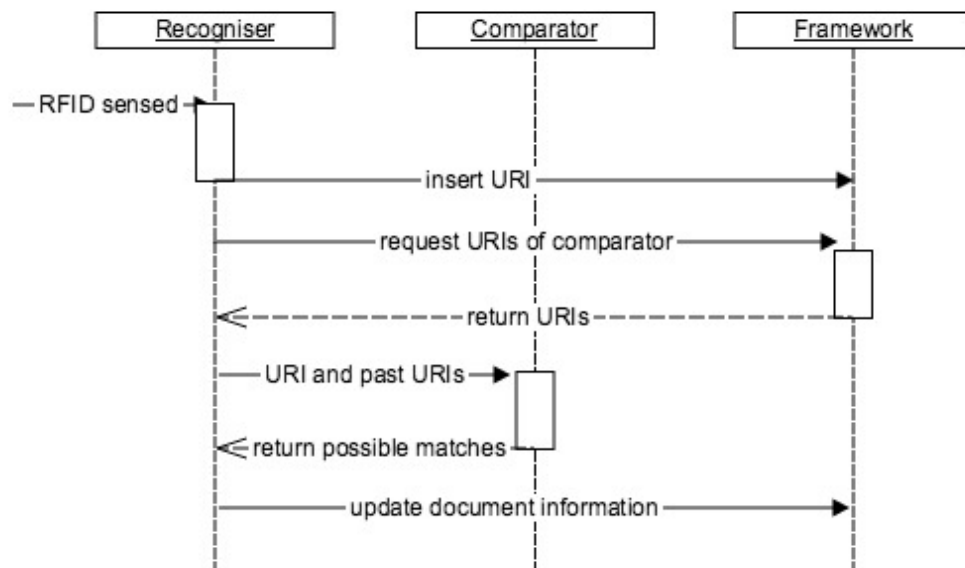 Recogniser
Comparator
Framework
RFID sensed
insert URI
request URIs of comparator
return URIs
URI and past URIs
return possible matches
update document information